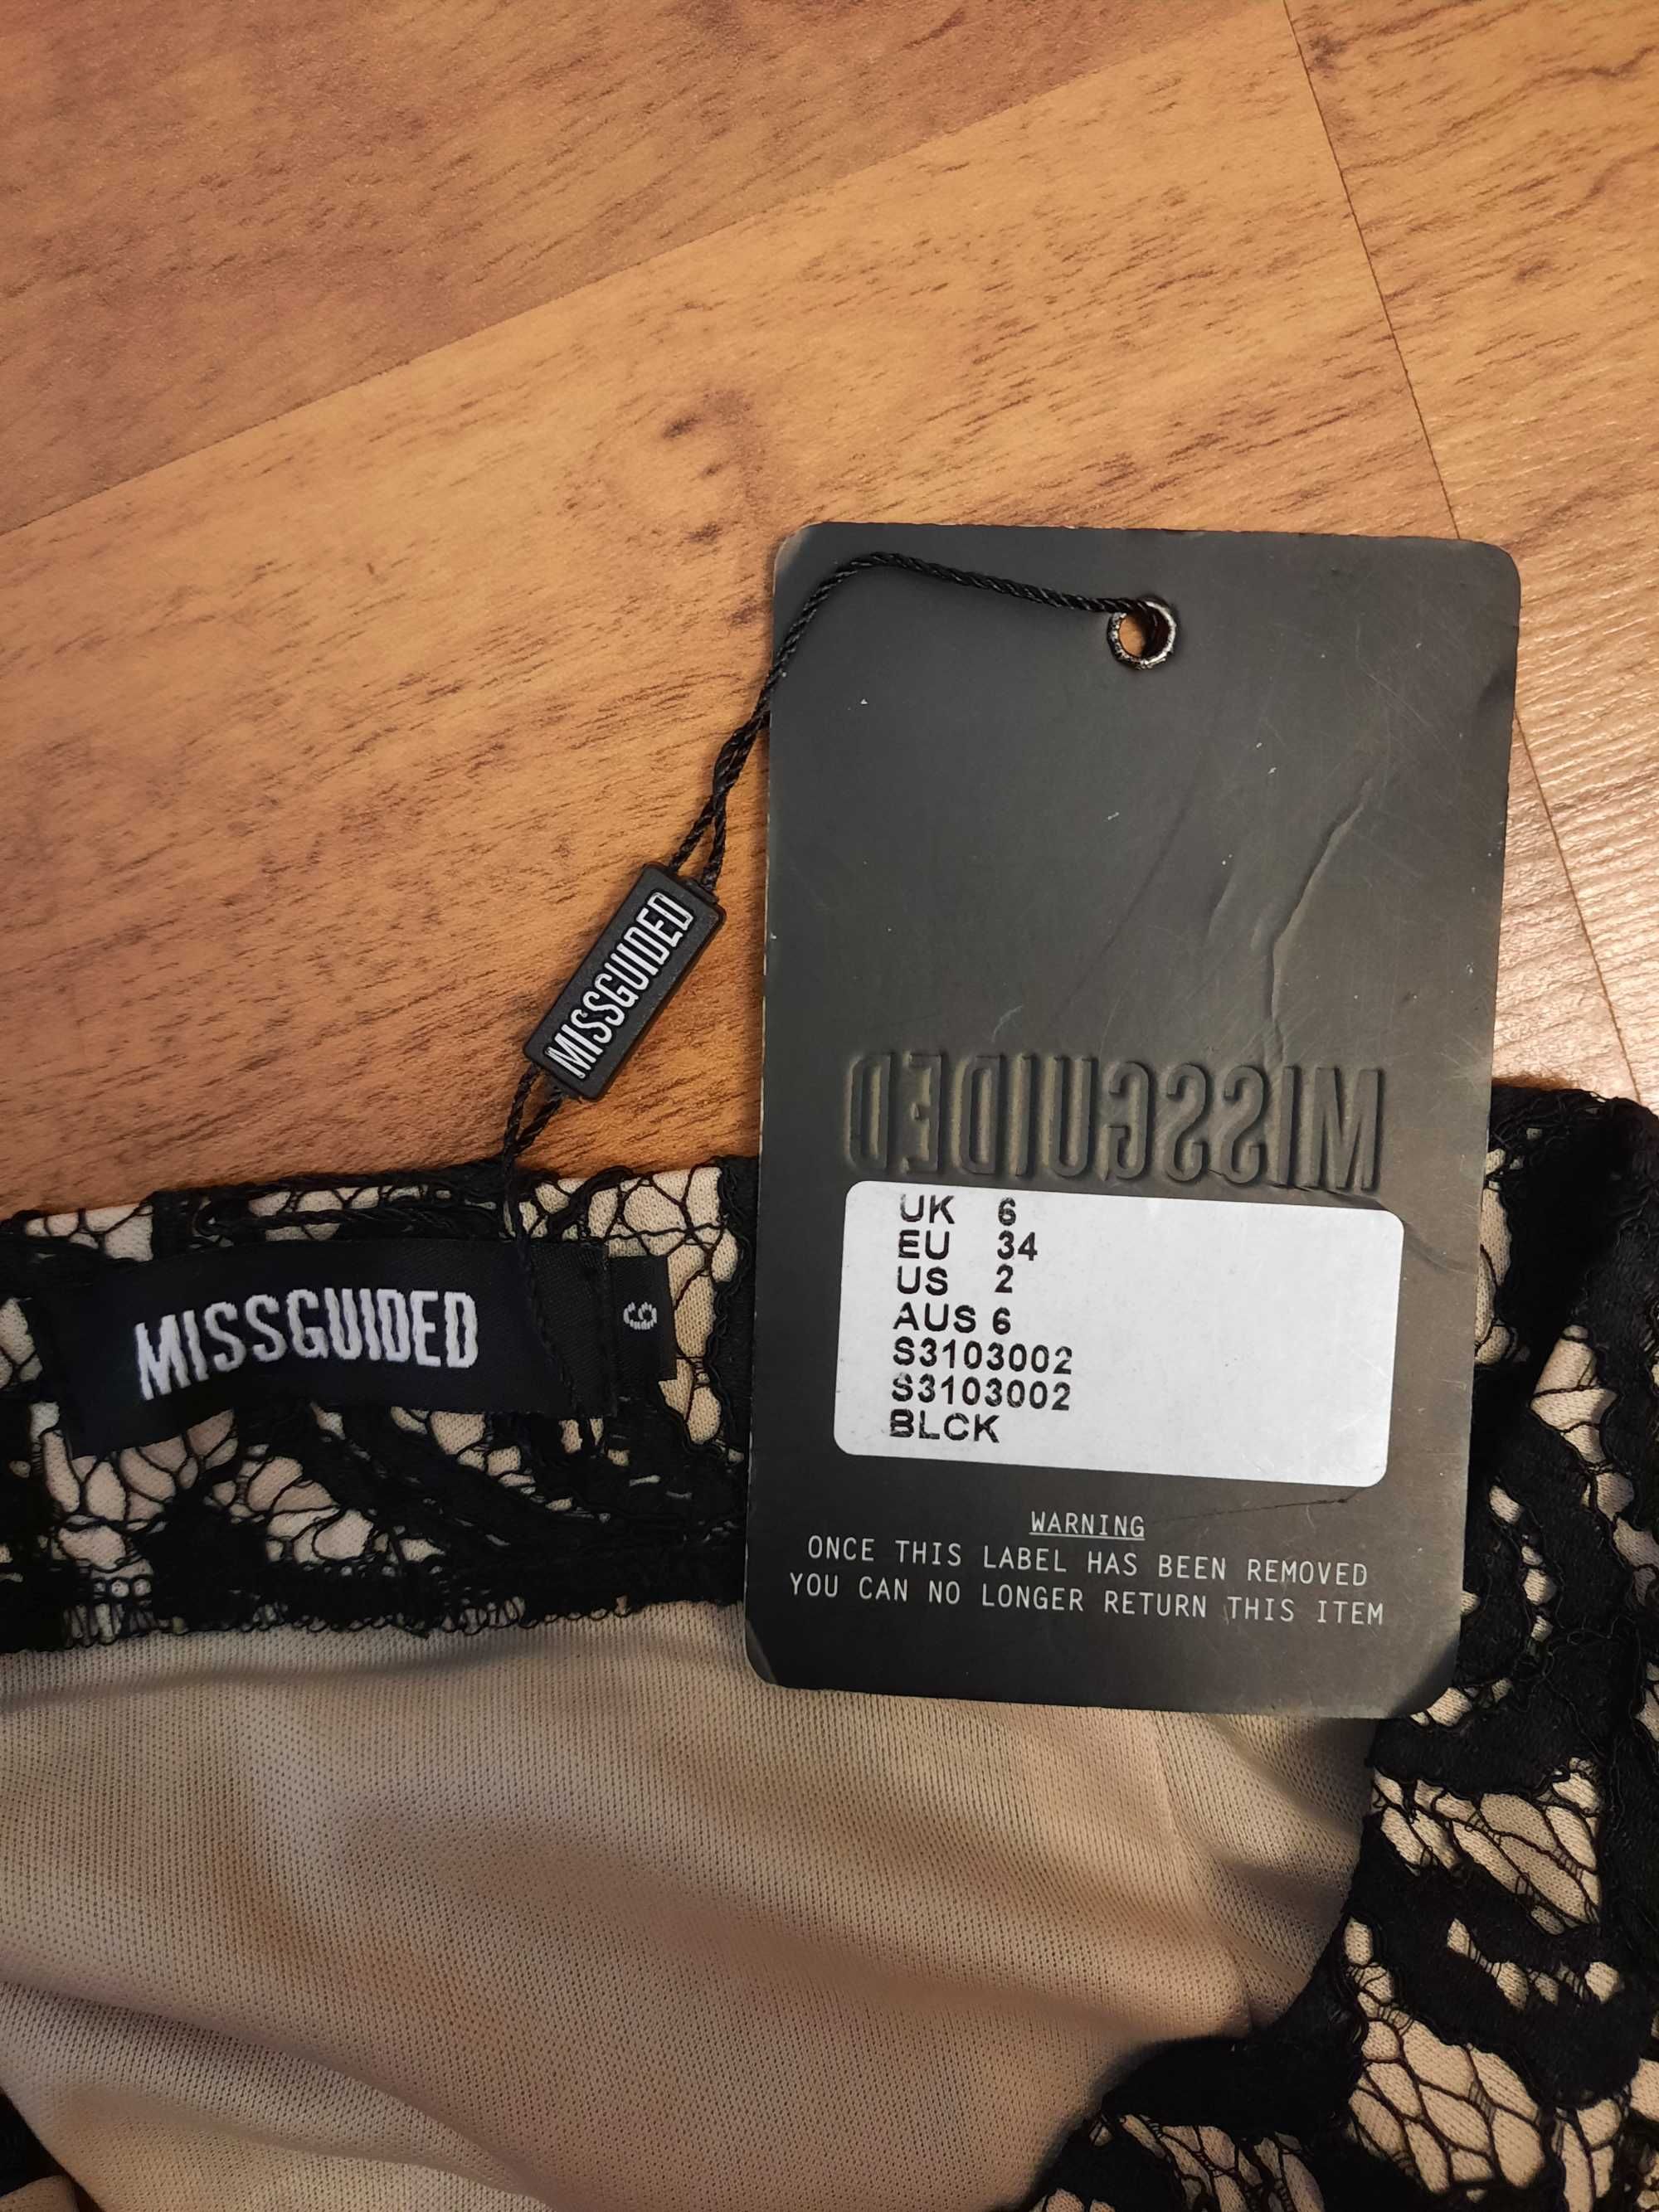 MISSGUIDED
MISSGUIDED
UK 6
EU 34
US 2
AUS 6
S3103002
S3103002
BLCK
MISSGUIDED
6
WARNING
ONCE THIS LABEL HAS BEEN REMOVED
YOU CAN NO LONGER RETURN THIS ITEM